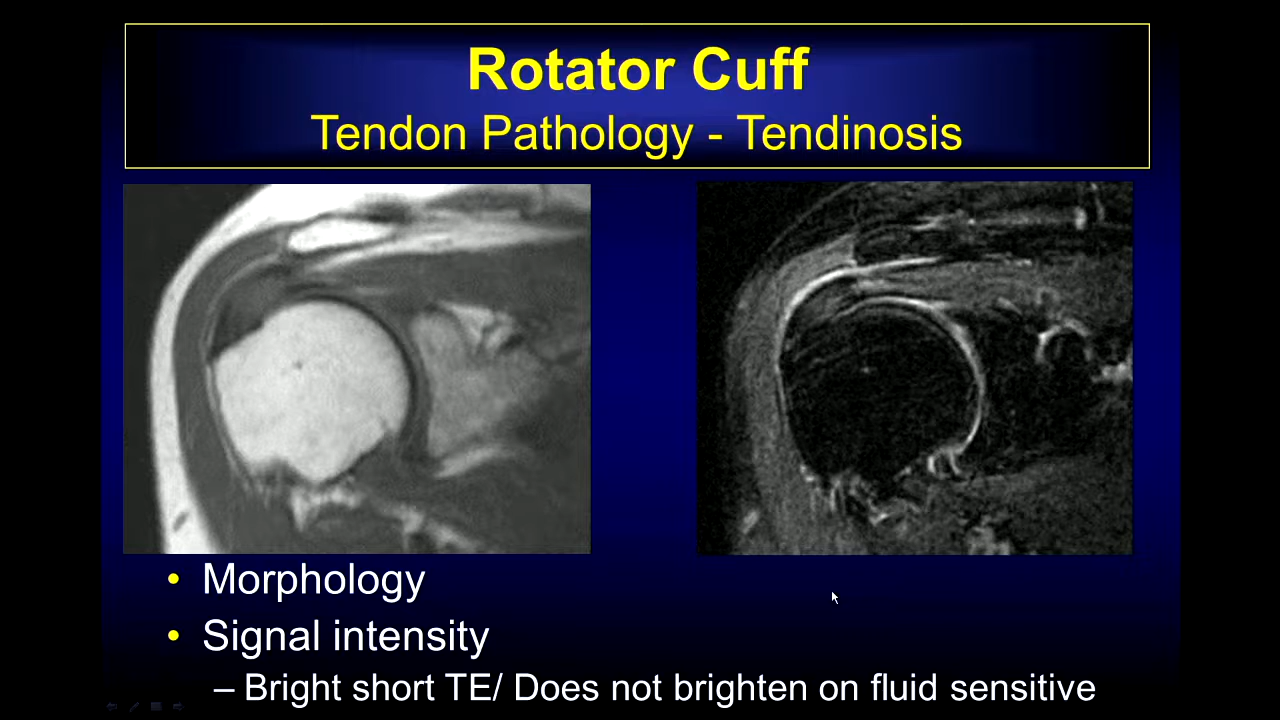 Rotator Cuff
Tendon Pathology - Tendinosis
• Morphology
• Signal intensity
– Bright short TE/ Does not brighten on fluid sensitive